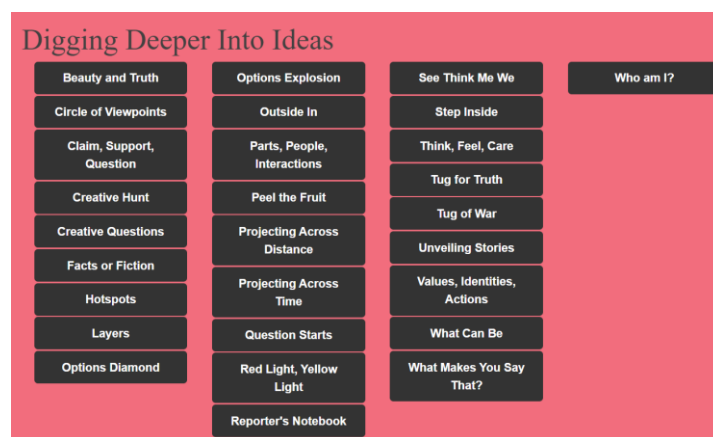 Digging Deeper Into Ideas
Beauty and Truth
Circle of Viewpoints
Claim, Support,
Question
Creative Hunt
Creative Questions
Facts or Fiction
Hotspots
Layers
Options Diamond
Options Explosion
Outside In
Parts, People,
Interactions
Peel the Fruit
Projecting Across
Distance
Projecting Across
Time
Question Starts
Red Light, Yellow
Light
Reporter's Notebook
See Think Me We
Step Inside
Think, Feel, Care
Tug for Truth
Tug of War
Unveiling Stories
Values, Identities,
Actions
What Can Be
What Makes You Say
That?
Who am I?